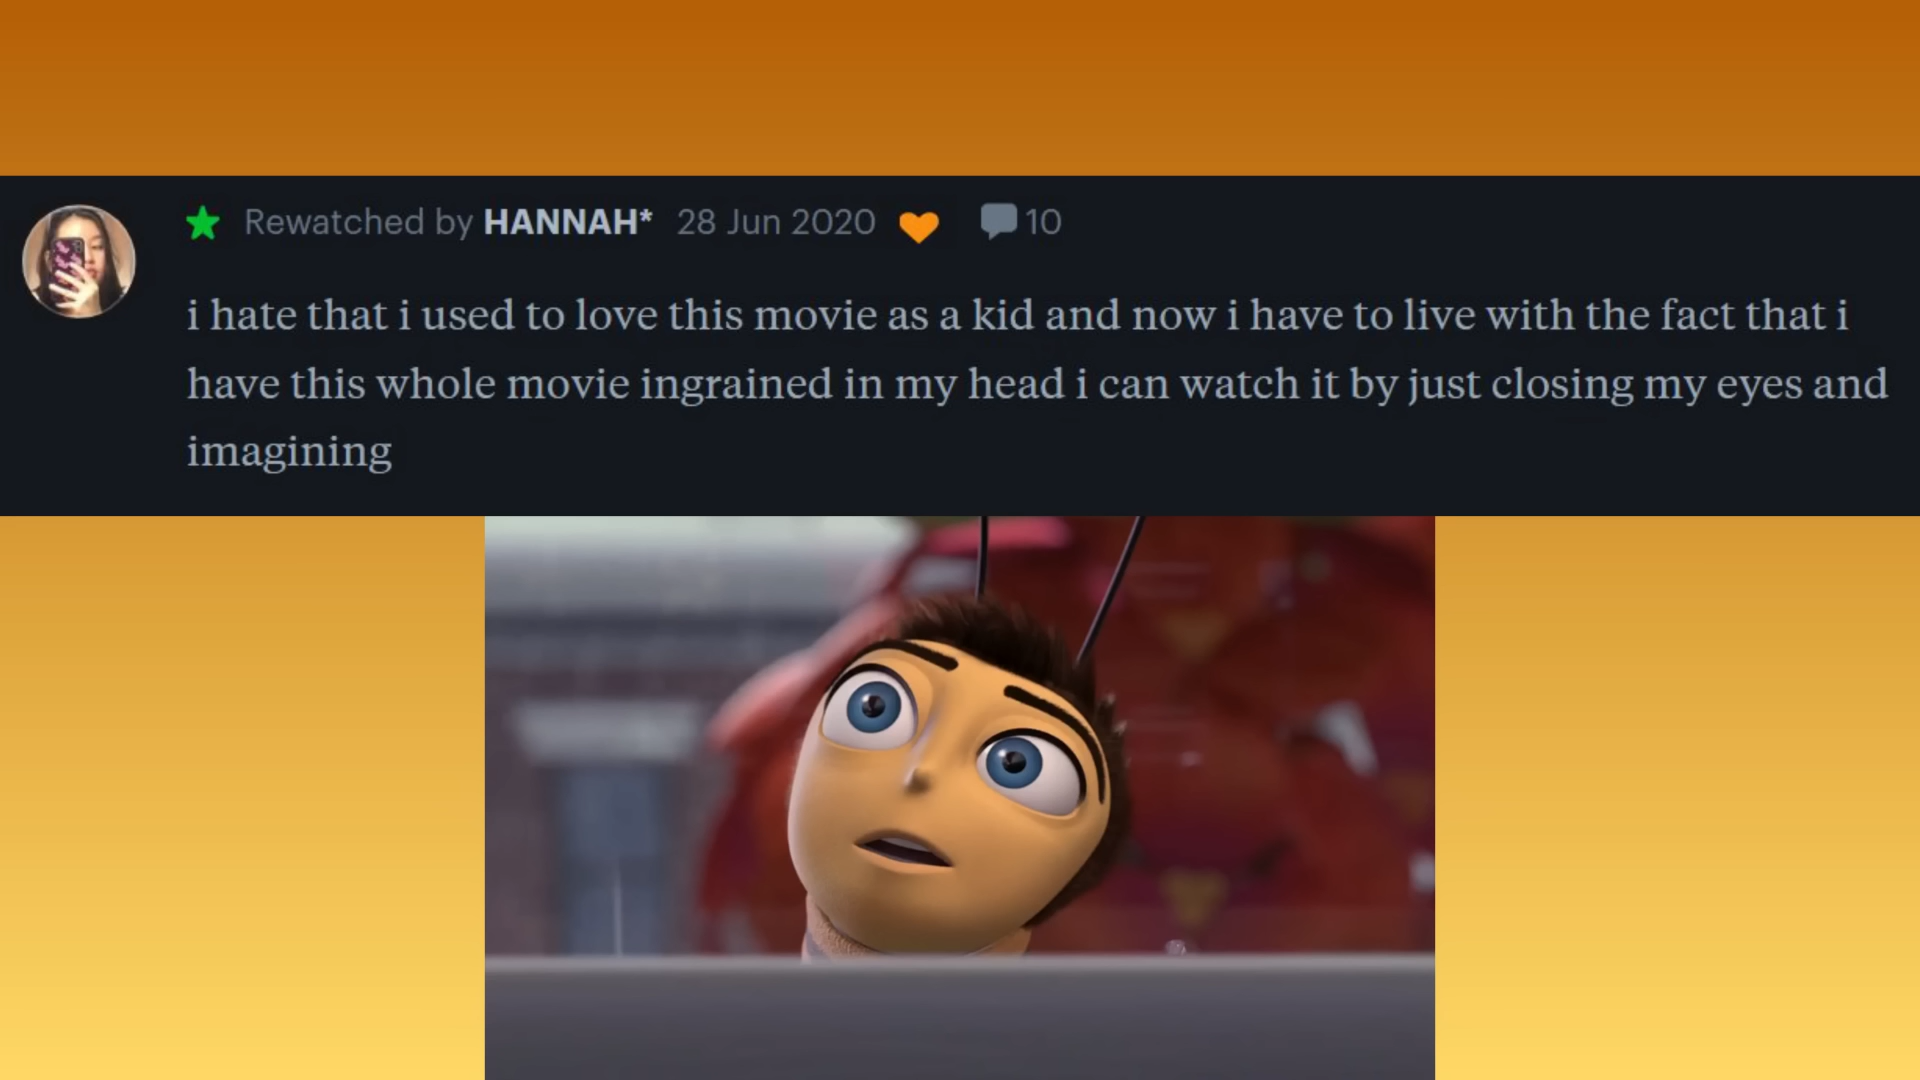 Rewatched by HANNAH* 28 Jun 2020 10
i hate that i used to love this movie as a kid and now i have to live with the fact that i
have this whole movie ingrained in my head i can watch it by just closing my eyes and
imagining